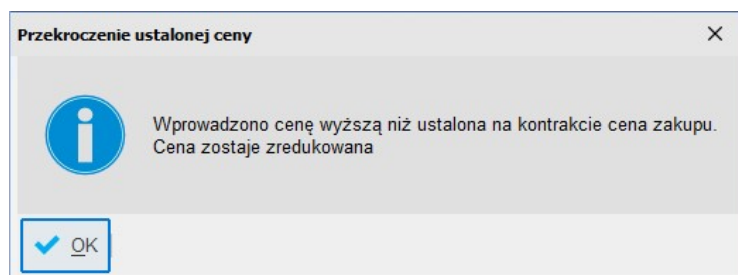 Przekroczenie ustalonej ceny
Wprowadzono cenę wyższą niż ustalona na kontrakcie cena zakupu.
Cena zostaje zredukowana
OK